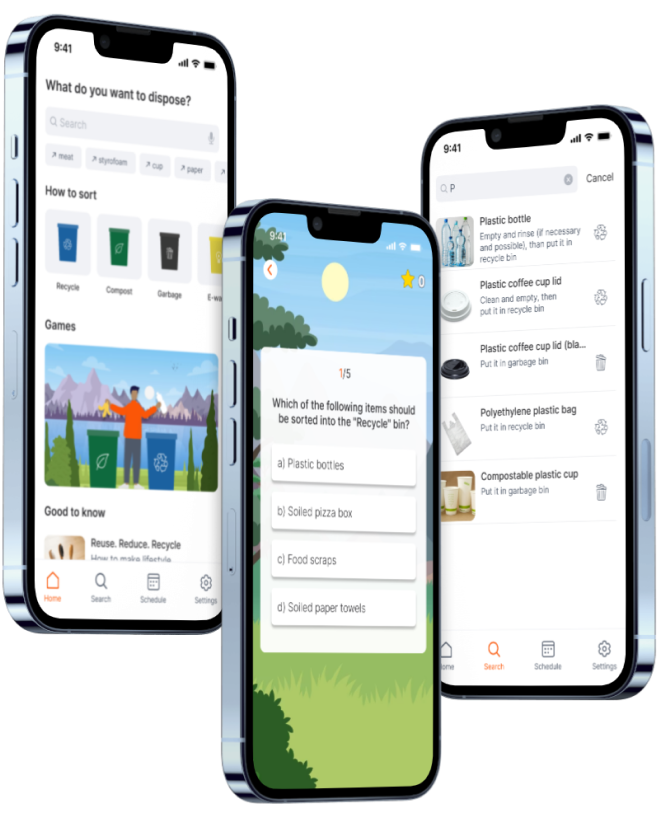 9:41
What do you want to dispose?
Search
meat
styrofoam
cup
paper
How to sort
Recycle
Compost
Garbage
E-wa
Games
Good to know
Reuse. Reduce. Recycle
How to make lifestyle
Home
Search
Schedule
Settings
9:41
0
1/5
Which of the following items should
be sorted into the "Recycle" bin?
a) Plastic bottles
b) Soiled pizza box
c) Food scraps
d) Soiled paper towels
9:41
P
Cancel
Plastic bottle
Empty and rinse (if necessary
and possible), than put it in
recycle bin
Plastic coffee cup lid
Clean and empty, then
put it in recycle bin
Plastic coffee cup lid (bla...
Put it in garbage bin
Polyethylene plastic bag
Put it in recycle bin
Compostable plastic cup
Put it in garbage bin
ome
Search
Schedule
Settings